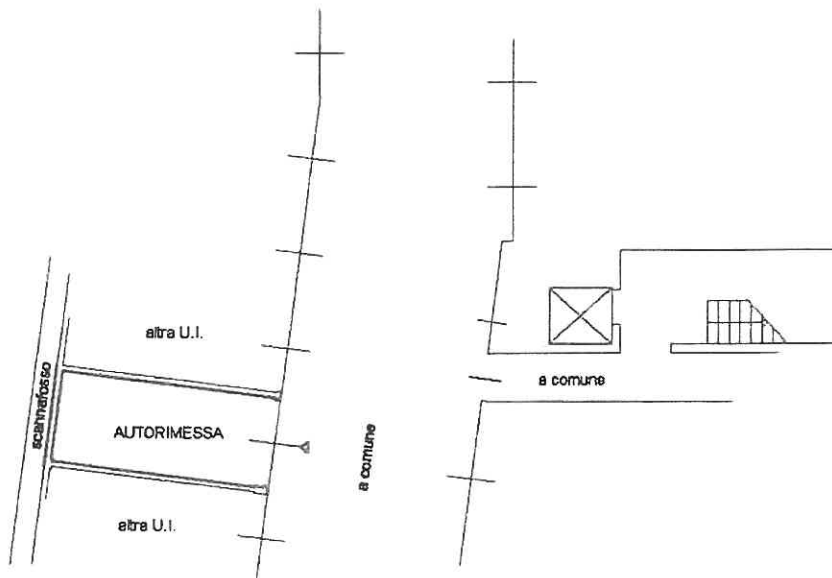 altra U.I.
scannafosso
AUTORIMESSA
a comune
a comune
altra U.I.